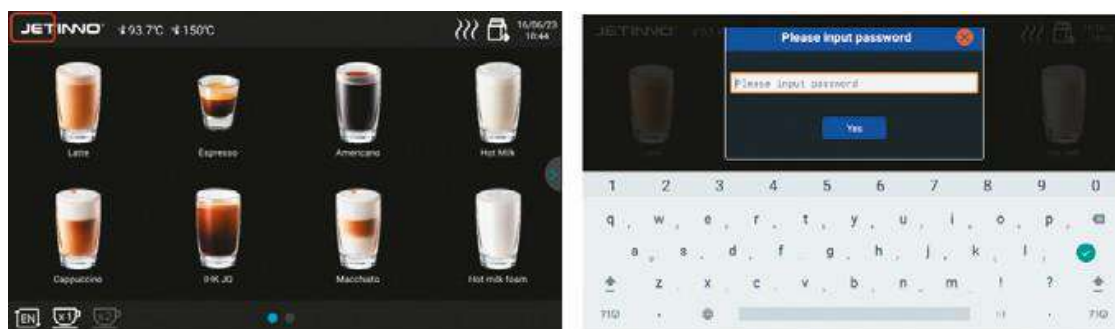 JETINNO 93.7℃ 150℃ 16/06/23
10:44
Latte Espresso Americano Hot Milk
Cappuccino Macchiato Hot milk foam
EN x1 x2
JETINNO
Please input password
Please input password
Yes
1 2 3 4 5 6 7 8 9 0
q w e r t y u i o p
a s d f g h j k l
z x c v b n m ! ?